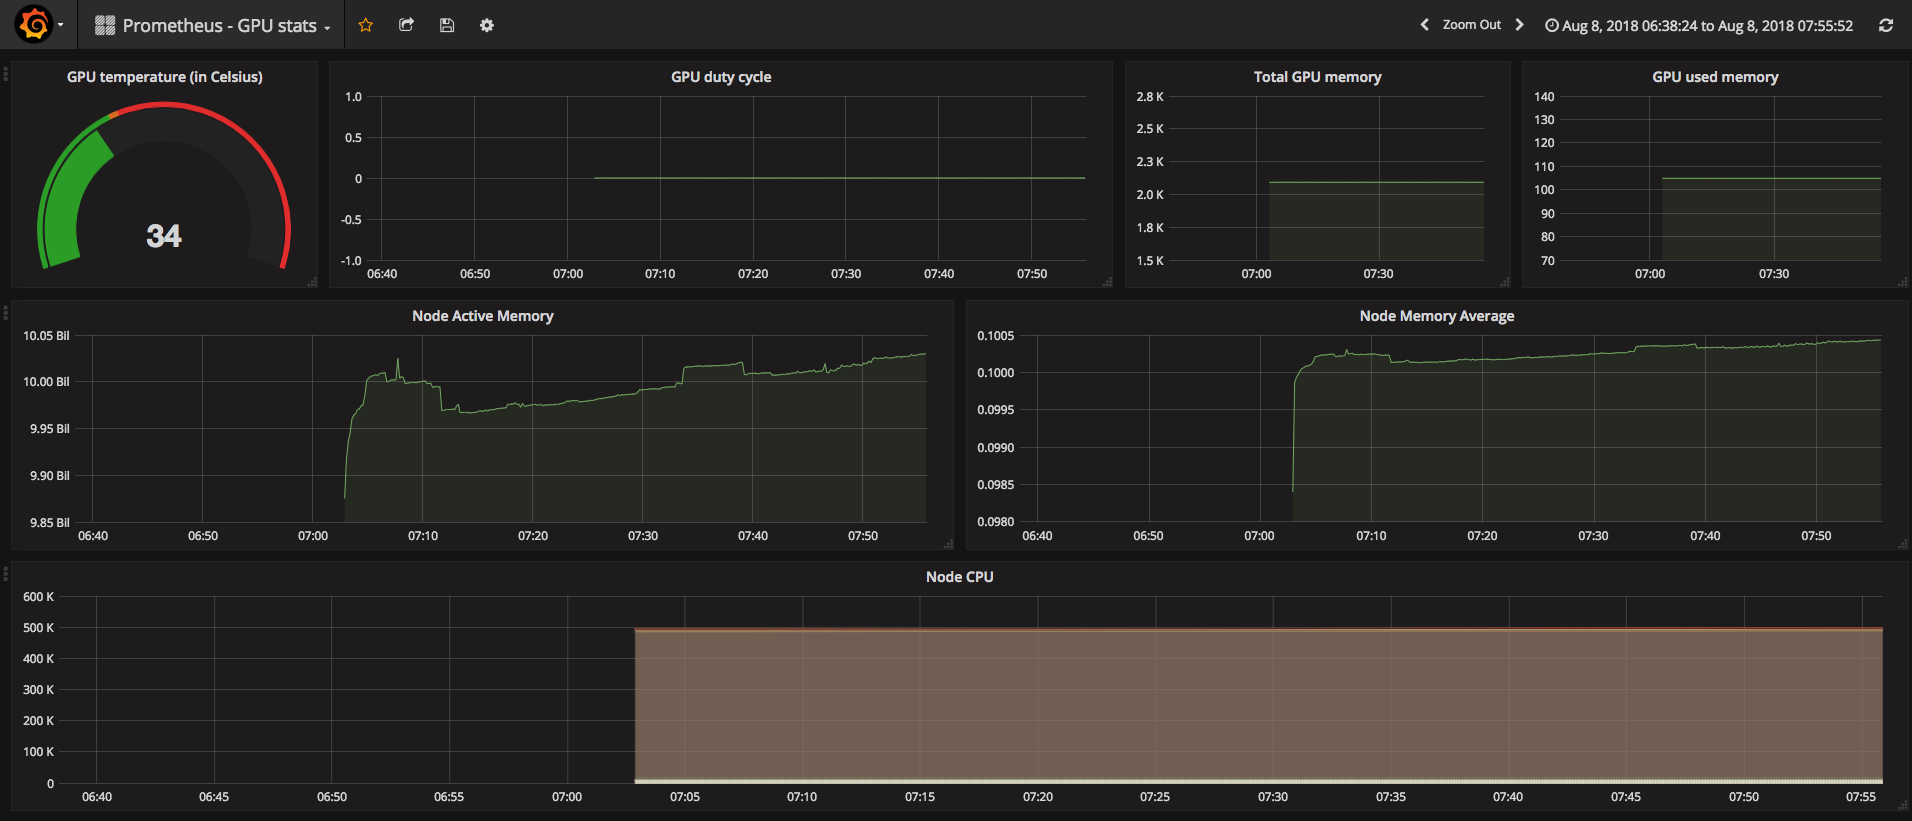 Prometheus - GPU stats
Zoom Out
Aug 8, 2018 06:38:24 to Aug 8, 2018 07:55:52
GPU temperature (in Celsius)
34
GPU duty cycle
1.0
0.5
0
-0.5
-1.0
06:40 06:50 07:00 07:10 07:20 07:30 07:40 07:50
Total GPU memory
2.8 K
2.5 K
2.3 K
2.0 K
1.8 K
1.5 K
07:00 07:30
GPU used memory
140
130
120
110
100
90
80
70
07:00 07:30
Node Active Memory
10.05 Bil
10.00 Bil
9.95 Bil
9.90 Bil
9.85 Bil
06:40 06:50 07:00 07:10 07:20 07:30 07:40 07:50
Node Memory Average
0.1005
0.1000
0.0995
0.0990
0.0985
0.0980
06:40 06:50 07:00 07:10 07:20 07:30 07:40 07:50
Node CPU
600 K
500 K
400 K
300 K
200 K
100 K
0
06:40 06:45 06:50 06:55 07:00 07:05 07:10 07:15 07:20 07:25 07:30 07:35 07:40 07:45 07:50 07:55